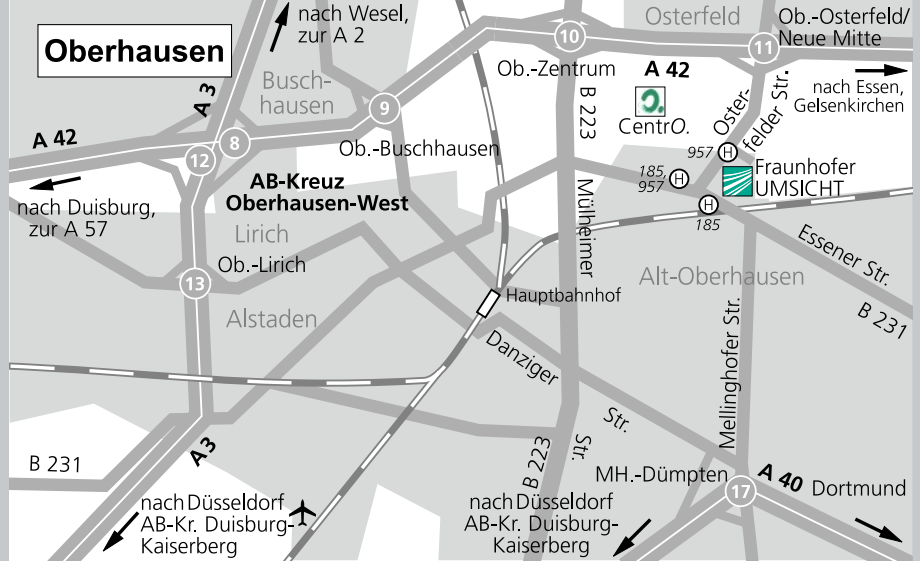 Oberhausen
nach Wesel,
zur A 2
Osterfeld
Ob.-Osterfeld/
Neue Mitte
10
11
A 3
Busch-
hausen
Ob.-Zentrum
A 42
nach Essen,
Gelsenkirchen
B 223
CentrO.
Oster-
felder Str.
9
A 42
12
8
Ob.-Buschhausen
957
H
185,
957
H
Fraunhofer
UMSICHT
H
185
AB-Kreuz
Oberhausen-West
nach Duisburg,
zur A 57
Lirich
Ob.-Lirich
13
Mülheimer
Essener Str.
Alt-Oberhausen
Hauptbahnhof
B 231
Alstaden
Danziger
Mellinghofer Str.
Str.
Str.
A3
B 231
B 223
MH.-Dümpten
17
A 40
Dortmund
nach Düsseldorf
AB-Kr. Duisburg-
Kaiserberg
nach Düsseldorf
AB-Kr. Duisburg-
Kaiserberg